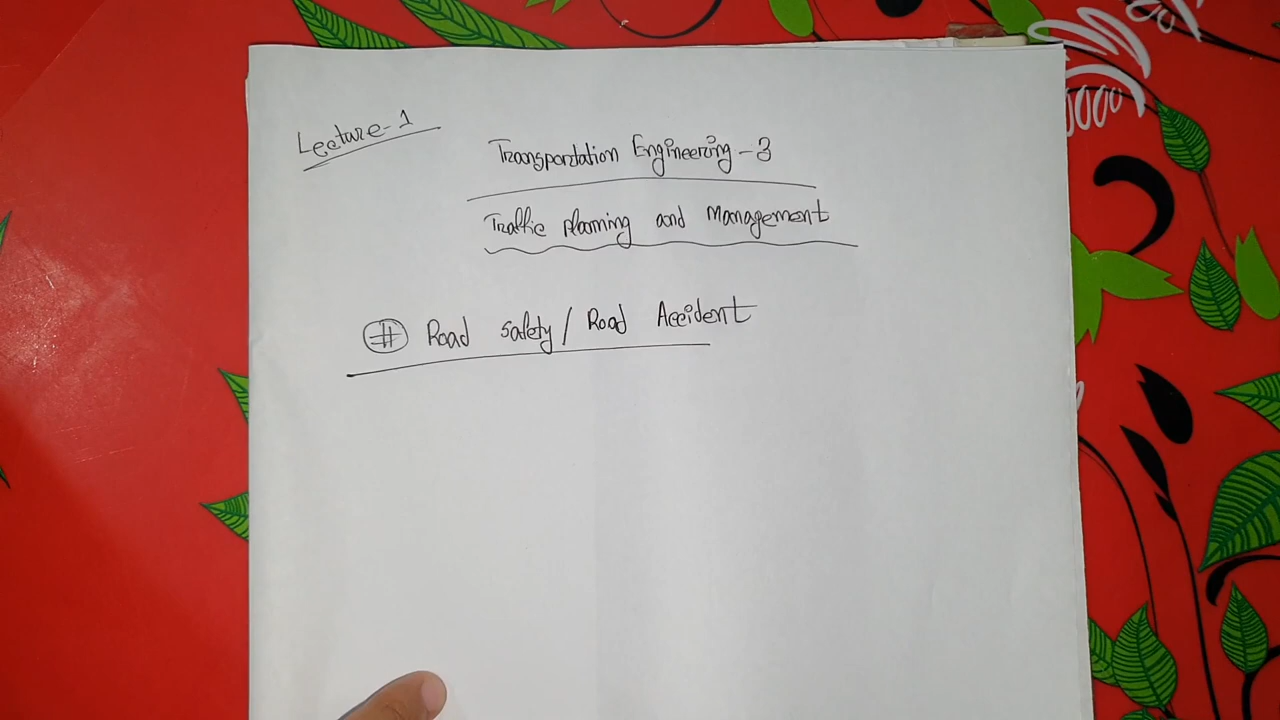 Lecture-1
Transportation Engineering-3
Traffic planning and Management
# Road safety/Road Accident